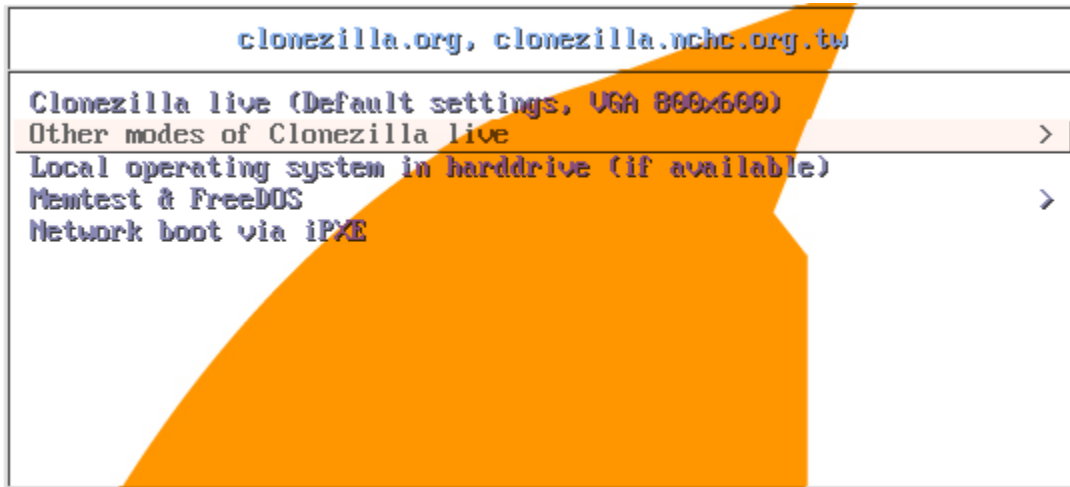 clonezilla.org, clonezilla.nchc.org.tw
Clonezilla live (Default settings, VGA 800x600)
Other modes of Clonezilla live >
Local operating system in harddrive (if available)
Memtest & FreeDOS >
Network boot via iPXE